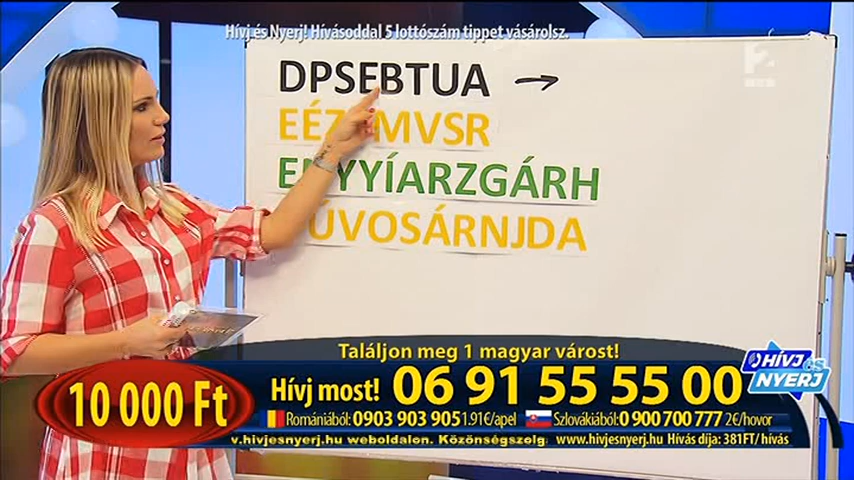 Hívj és Nyerj! Hívásoddal 5 lottószám tippet vásárolsz.
2
DPSEBTUA
MVSR
YYÍARZGÁRH
ÚVOSÁRNJDA
Találjon meg 1 magyar várost!
10 000 Ft
Hívj most! 06 91 55 55 00
Romániából: 0903 903 905 1.91€/apel Szlovákiából: 0 900 700 777 2€/hovor
v.hivjesnyerj.hu weboldalon. Közönségszolg www.hivjesnyerj.hu Hívás díja: 381FT/ hívás
HÍVJ
ÉS
NYERJ